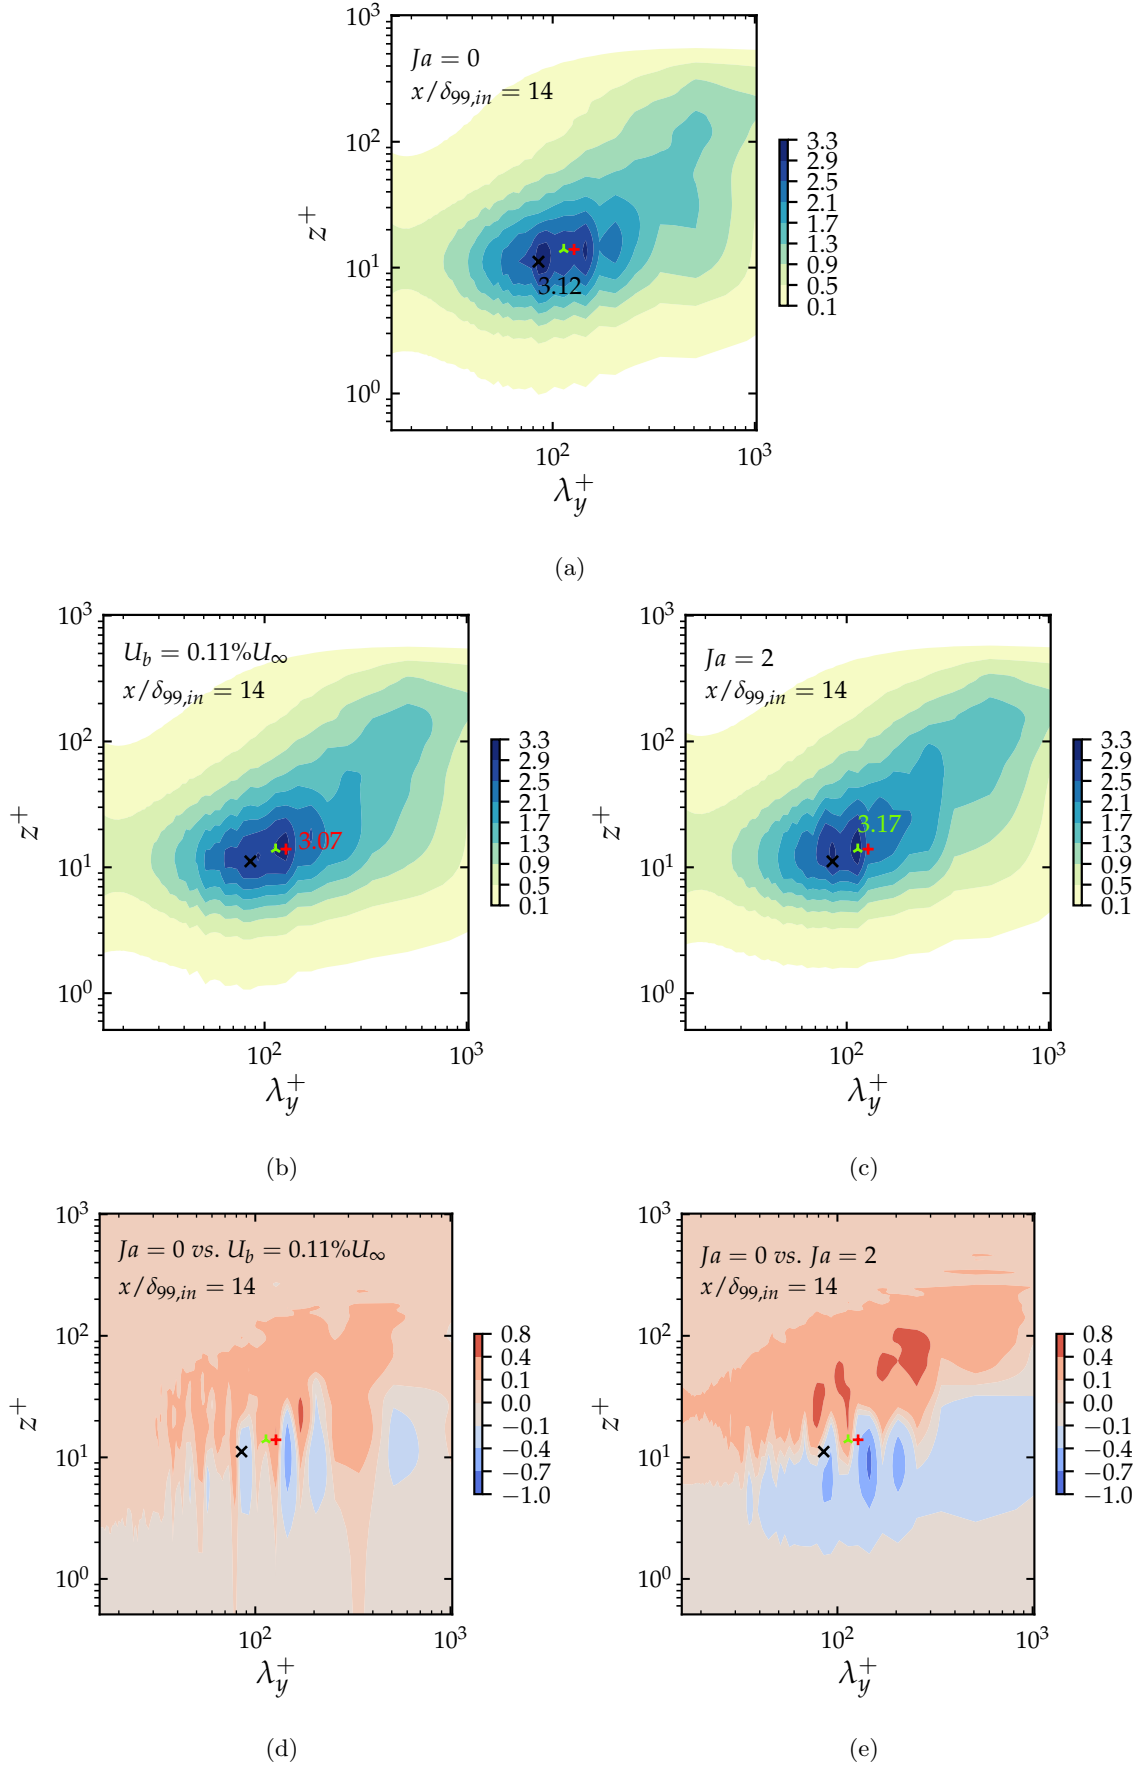 10³
Ja = 0
x/δ99,in = 14
10²
z⁺
10¹
10⁰
3.12
3.3
2.9
2.5
2.1
1.7
1.3
0.9
0.5
0.1
10² 10³
λy⁺
(a)
10³
U_b = 0.11%U∞
x/δ99,in = 14
10²
z⁺
10¹
10⁰
3.07
3.3
2.9
2.5
2.1
1.7
1.3
0.9
0.5
0.1
10² 10³
λy⁺
(b)
10³
Ja = 2
x/δ99,in = 14
10²
z⁺
10¹
10⁰
3.17
3.3
2.9
2.5
2.1
1.7
1.3
0.9
0.5
0.1
10² 10³
λy⁺
(c)
10³
Ja = 0 vs. U_b = 0.11%U∞
x/δ99,in = 14
10²
z⁺
10¹
10⁰
0.8
0.4
0.1
0.0
−0.1
−0.4
−0.7
−1.0
10² 10³
λy⁺
(d)
10³
Ja = 0 vs. Ja = 2
x/δ99,in = 14
10²
z⁺
10¹
10⁰
0.8
0.4
0.1
0.0
−0.1
−0.4
−0.7
−1.0
10² 10³
λy⁺
(e)